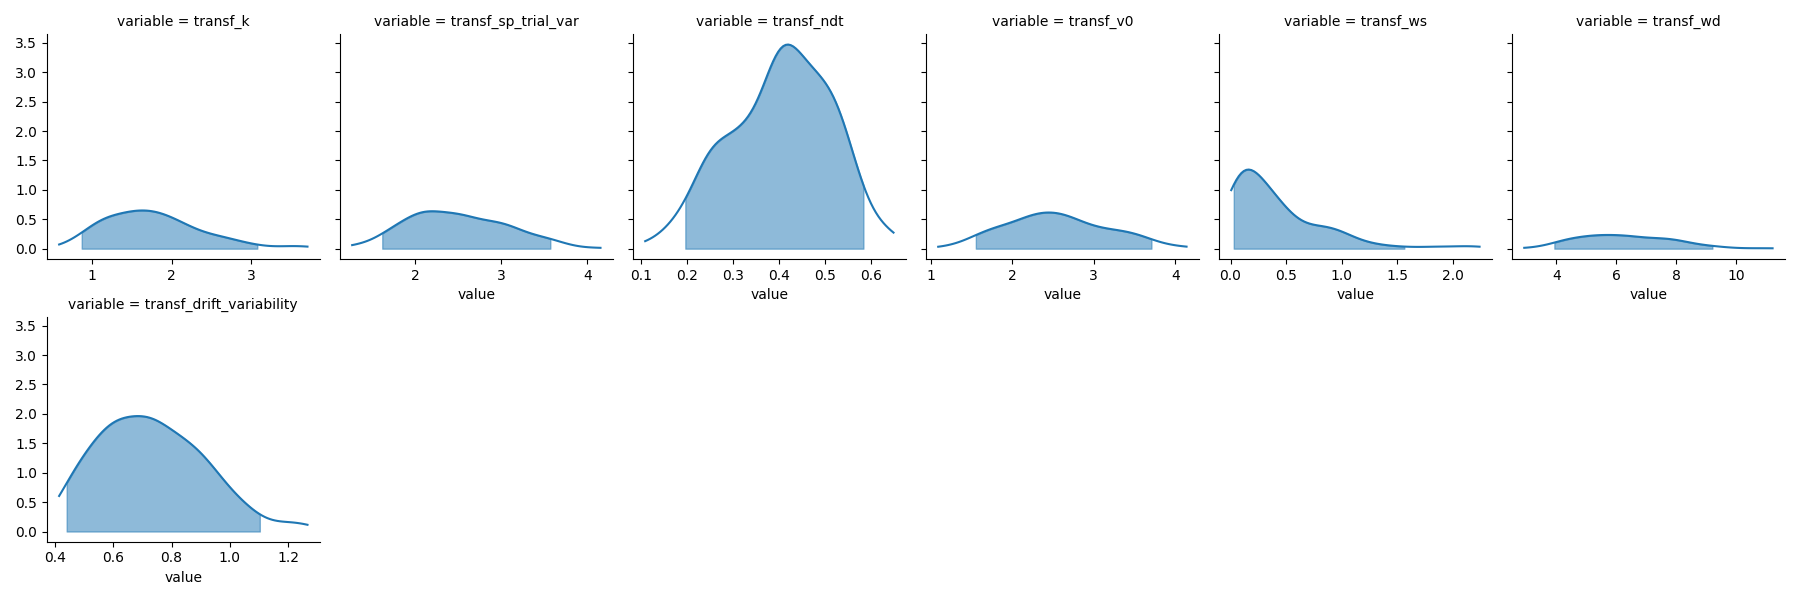 variable = transf_k
variable = transf_sp_trial_var
variable = transf_ndt
variable = transf_v0
variable = transf_ws
variable = transf_wd
3.5
3.0
2.5
2.0
1.5
1.0
0.5
0.0
1 2 3
2 3 4
0.1 0.2 0.3 0.4 0.5 0.6
1 2 3 4
0.0 0.5 1.0 1.5 2.0
4 6 8 10
value
value
value
value
value
variable = transf_drift_variability
3.5
3.0
2.5
2.0
1.5
1.0
0.5
0.0
0.4 0.6 0.8 1.0 1.2
value